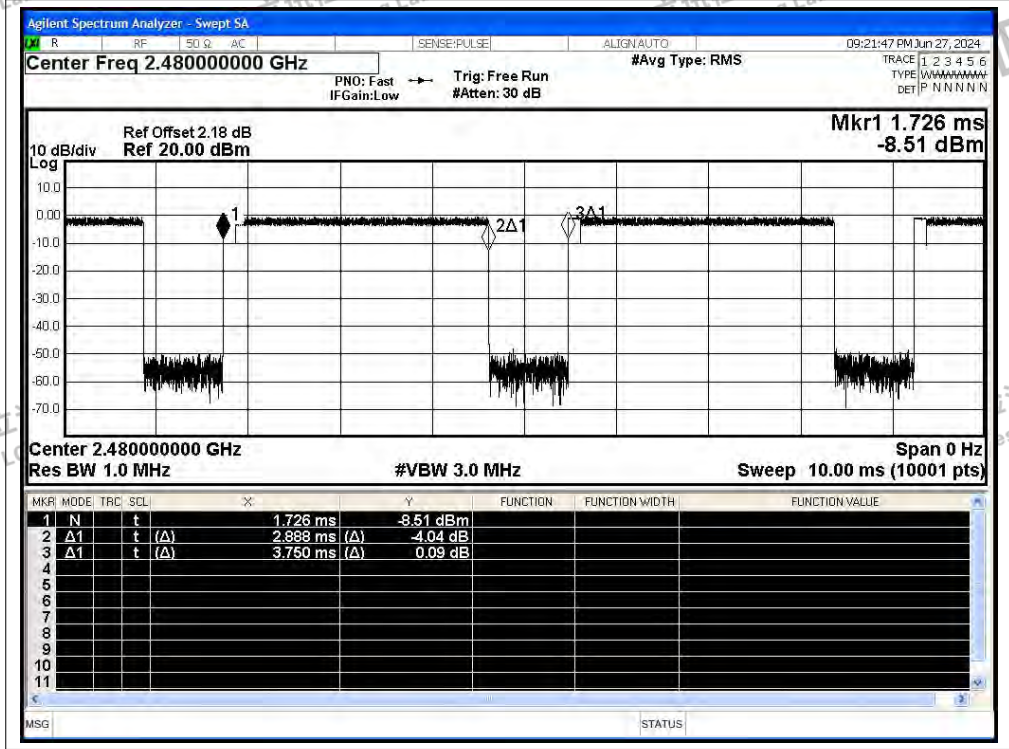 Agilent Spectrum Analyzer - Swept SA
R RF 50 Ω AC SENSE:PULSE ALIGN AUTO 09:21:47 PM Jun 27, 2024
Center Freq 2.480000000 GHz #Avg Type: RMS TRACE 1 2 3 4 5 6
PNO: Fast Trig: Free Run TYPE WWWWWW
IFGain:Low #Atten: 30 dB DET P N N N N N
Mkr1 1.726 ms
Ref Offset 2.18 dB
10 dB/div Ref 20.00 dBm -8.51 dBm
Log
10.0
0.00
1
2Δ1
3Δ1
-10.0
-20.0
-30.0
-40.0
-50.0
-60.0
-70.0
Center 2.480000000 GHz Span 0 Hz
Res BW 1.0 MHz #VBW 3.0 MHz Sweep 10.00 ms (10001 pts)
MKR MODE TRC SCL X Y FUNCTION FUNCTION WIDTH FUNCTION VALUE
1 N t 1.726 ms -8.51 dBm
2 Δ1 t (Δ) 2.888 ms (Δ) -4.04 dB
3 Δ1 t (Δ) 3.750 ms (Δ) 0.09 dB
4
5
6
7
8
9
10
11
MSG STATUS